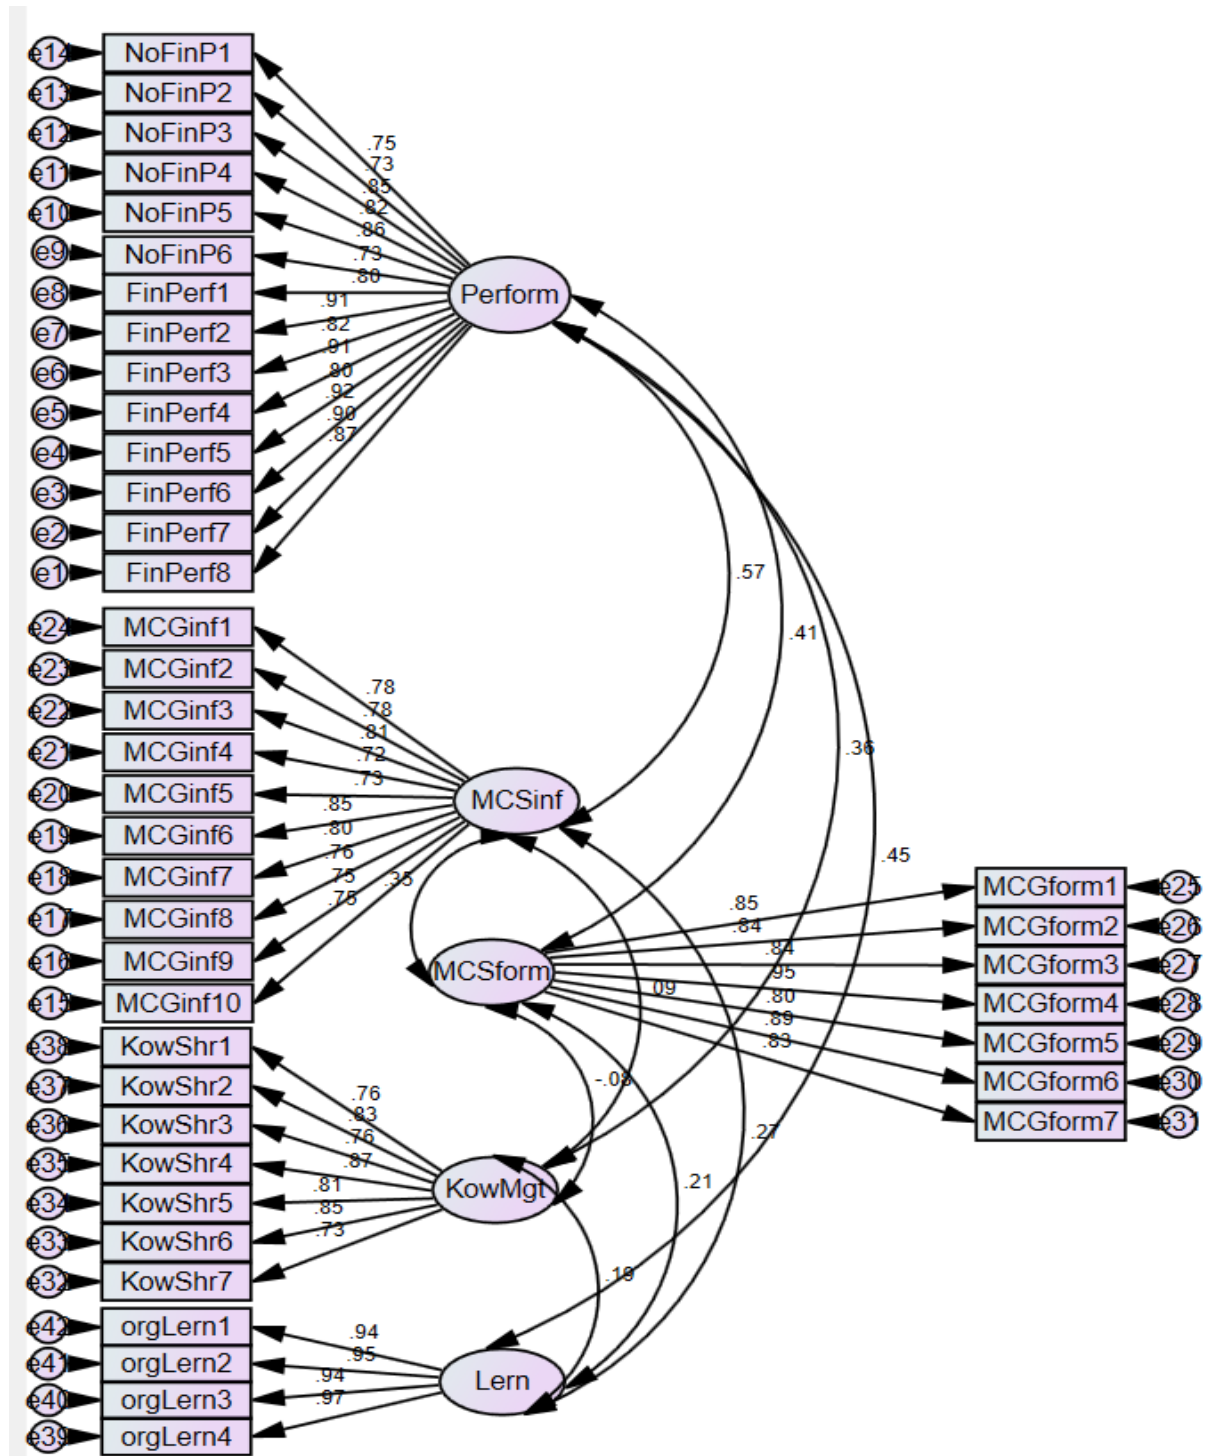 e14 NoFinP1
e13 NoFinP2
e12 NoFinP3
e11 NoFinP4
e10 NoFinP5
e9 NoFinP6
e8 FinPerf1
e7 FinPerf2
e6 FinPerf3
e5 FinPerf4
e4 FinPerf5
e3 FinPerf6
e2 FinPerf7
e1 FinPerf8
.75
.73
.85
.82
.86
.73
.80
.91
.82
.91
.80
.92
.90
.87
Perform
.57
.41
.36
.45
e24 MCGinf1
e23 MCGinf2
e22 MCGinf3
e21 MCGinf4
e20 MCGinf5
e19 MCGinf6
e18 MCGinf7
e17 MCGinf8
e16 MCGinf9
e15 MCGinf10
.78
.78
.81
.72
.73
.85
.80
.76
.75
.75
MCSinf
.35
MCSform
.85
.84
.84
.95
.80
.89
.83
MCGform1 e25
MCGform2 e26
MCGform3 e27
MCGform4 e28
MCGform5 e29
MCGform6 e30
MCGform7 e31
.09
-.08
.27
.21
e38 KowShr1
e37 KowShr2
e36 KowShr3
e35 KowShr4
e34 KowShr5
e33 KowShr6
e32 KowShr7
.76
.83
.76
.87
.81
.85
.73
KowMgt
.19
e42 orgLern1
e41 orgLern2
e40 orgLern3
e39 orgLern4
.94
.95
.94
.97
Lern